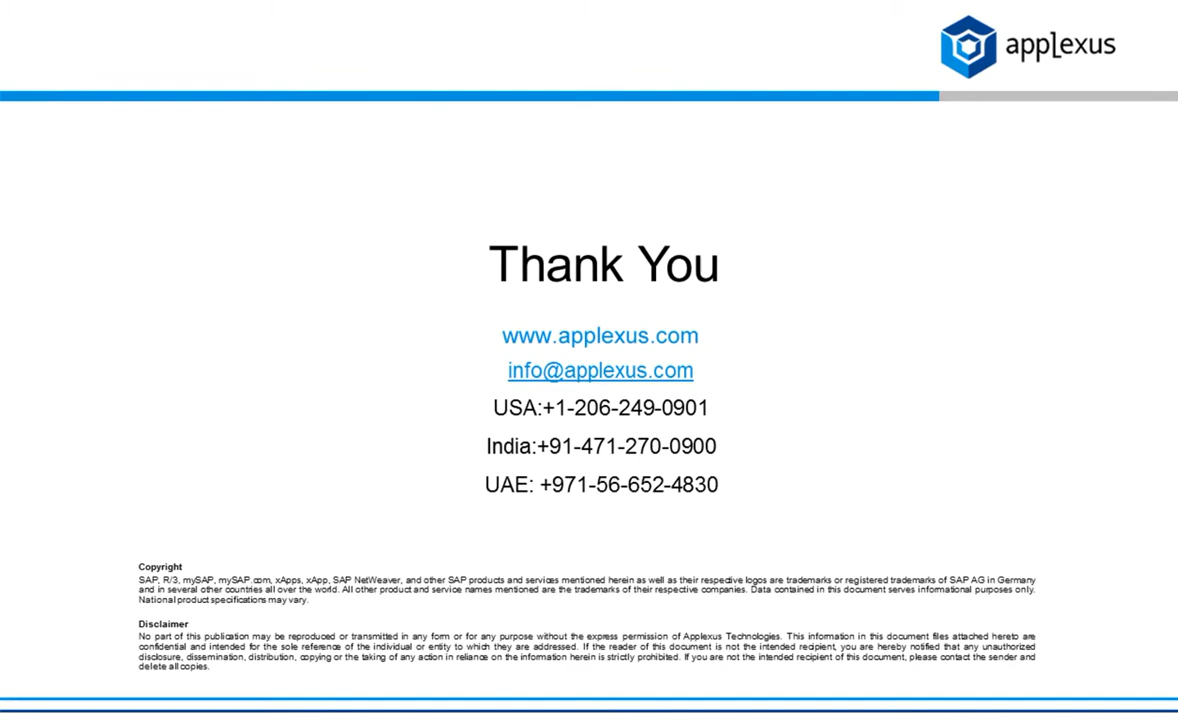 applexus
Thank You
www.applexus.com
info@applexus.com
USA:+1-206-249-0901
India:+91-471-270-0900
UAE: +971-56-652-4830
Copyright
SAP, R/3, mySAP, mySAP.com, xApps, xApp, SAP NetWeaver, and other SAP products and services mentioned herein as well as their respective logos are trademarks or registered trademarks of SAP AG in Germany
and in several other countries all over the world. All other product and service names mentioned are the trademarks of their respective companies. Data contained in this document serves informational purposes only.
National product specifications may vary.
Disclaimer
No part of this publication may be reproduced or transmitted in any form or for any purpose without the express permission of Applexus Technologies. This information in this document files attached hereto are
confidential and intended for the sole reference of the individual or entity to which they are addressed. If the reader of this document is not the intended recipient, you are hereby notified that any unauthorized
disclosure, dissemination, distribution, copying or the taking of any action in reliance on the information herein is strictly prohibited. If you are not the intended recipient of this document, please contact the sender and
delete all copies.